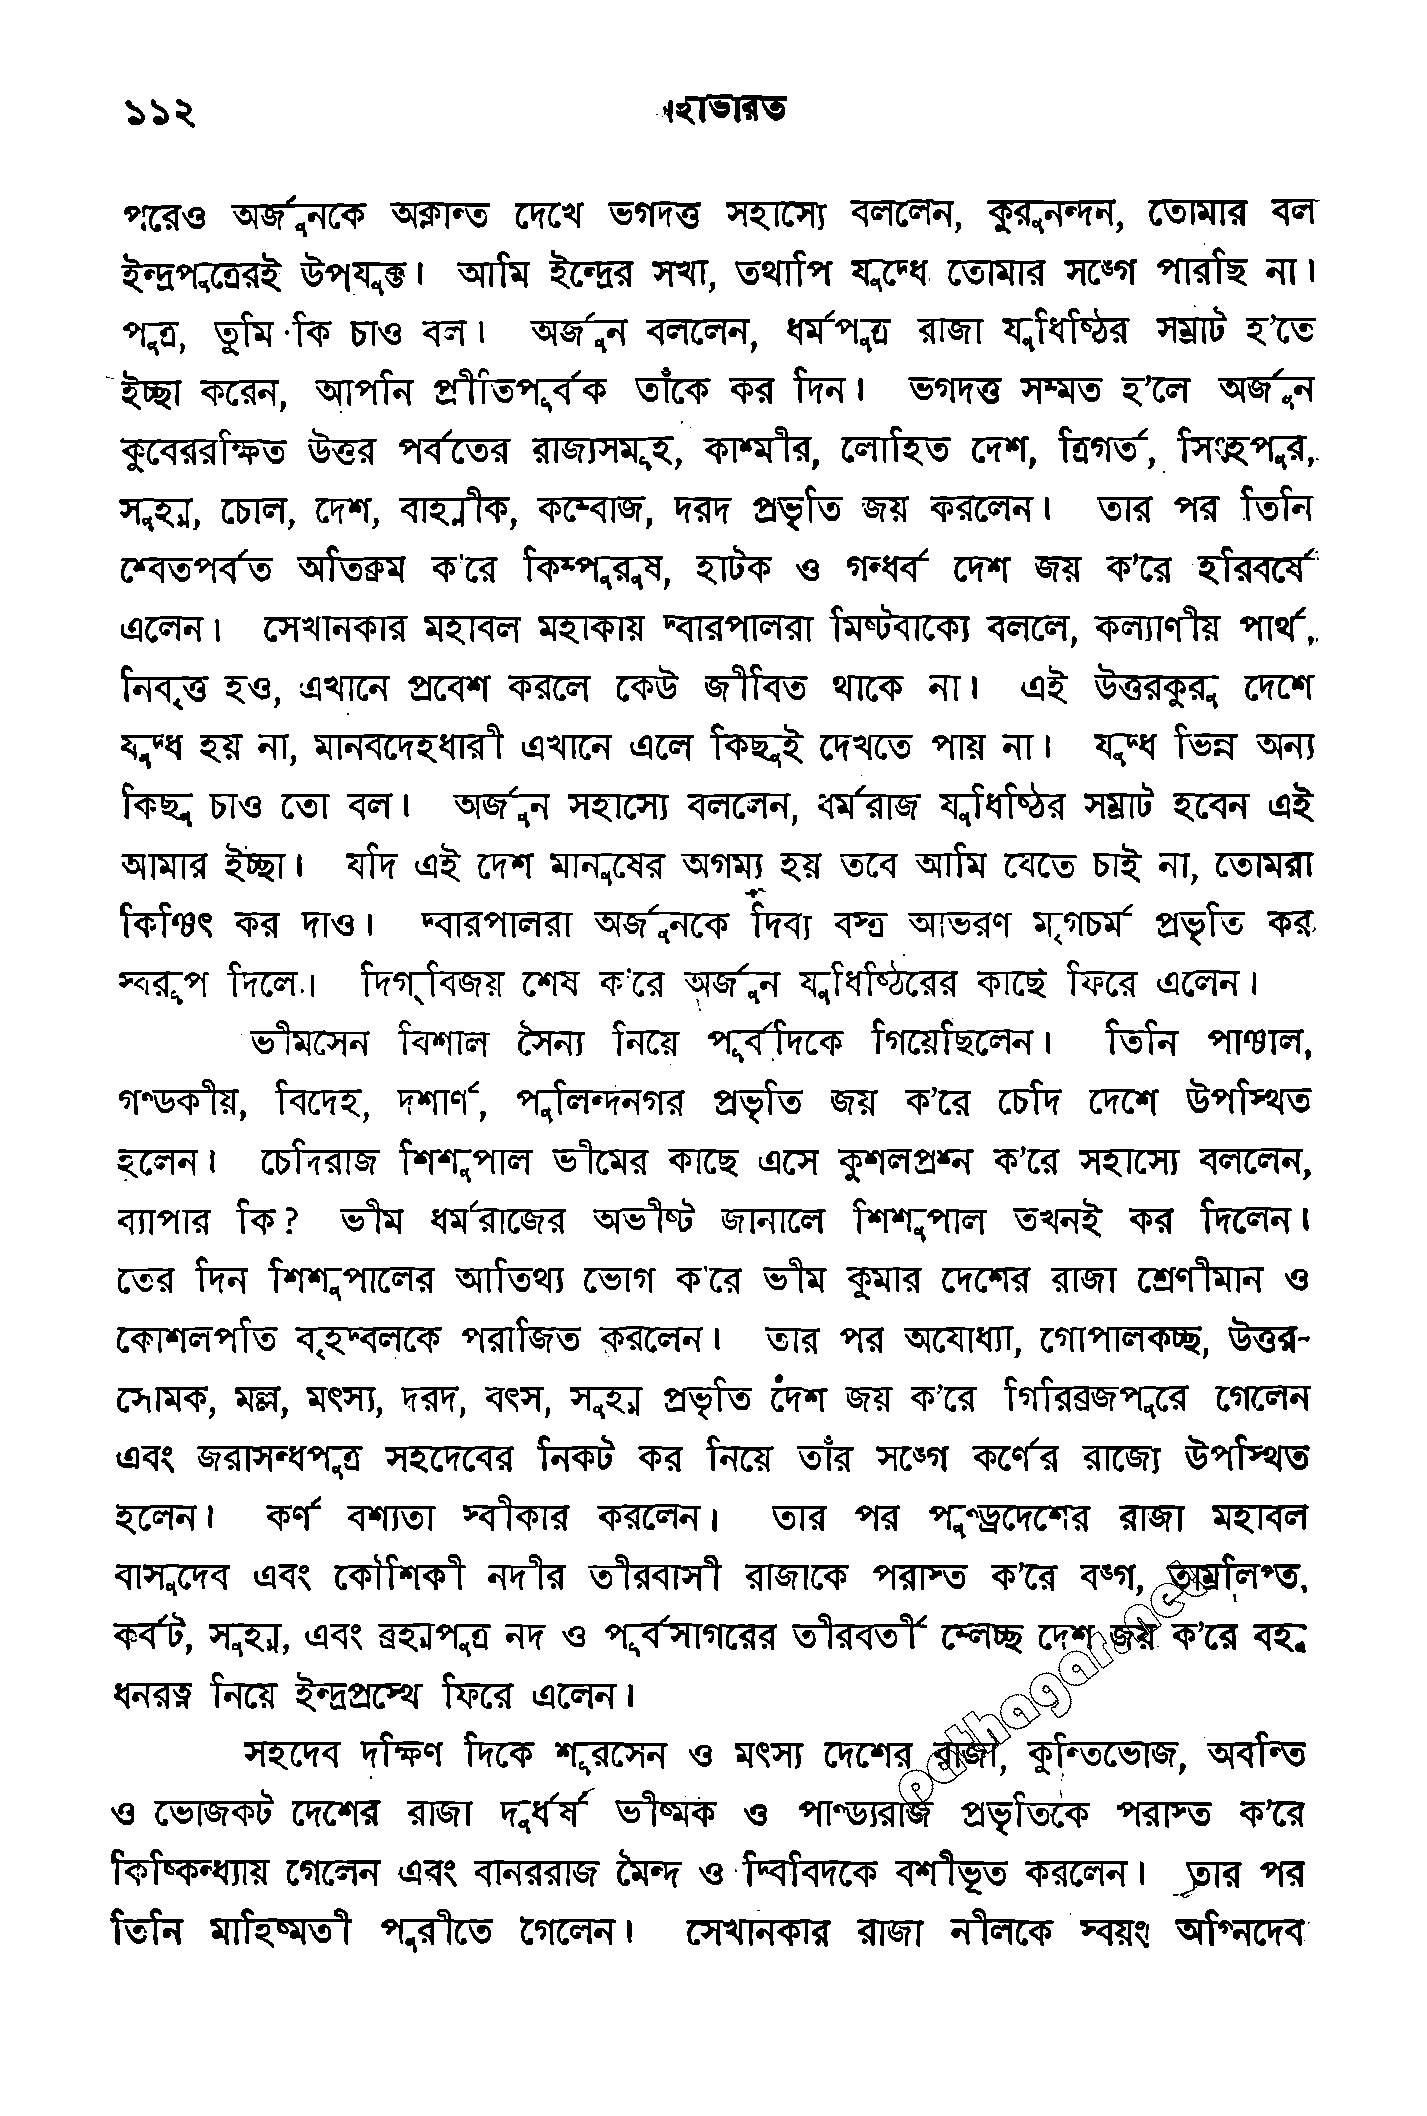 ১১২ মহাভারত
পরেও অর্জুনকে অক্লান্ত দেখে ভগদত্ত সহাস্যে বললেন, কুরুনন্দন, তোমার বল
ইন্দ্রপুত্রেরই উপযুক্ত। আমি ইন্দ্রের সখা, তথাপি যুদ্ধে তোমার সঙ্গে পারছি না।
পুত্র, তুমি কি চাও বল। অর্জুন বললেন, ধর্মপুত্র রাজা যুধিষ্ঠির সম্রাট হ’তে
ইচ্ছা করেন, আপনি প্রীতিপূর্বক তাঁকে কর দিন। ভগদত্ত সম্মত হ’লে অর্জুন
কুবেররক্ষিত উত্তর পর্বতের রাজ্যসমূহ, কাশ্মীর, লোহিত দেশ, ত্রিগর্ত, সিংহপুর,
সুহ্ম, চোল, দেশ, বাহ্লীক, কম্বোজ, দরদ প্রভৃতি জয় করলেন। তার পর তিনি
শ্বেতপর্বত অতিক্রম ক’রে কিম্পুরুষ, হাটক ও গন্ধর্ব দেশ জয় ক’রে হরিবর্ষে
এলেন। সেখানকার মহাবল মহাকায় দ্বারপালরা মিষ্টবাক্যে বললে, কল্যাণীয় পার্থ,
নিবৃত্ত হও, এখানে প্রবেশ করলে কেউ জীবিত থাকে না। এই উত্তরকুরু দেশে
যুদ্ধ হয় না, মানবদেহধারী এখানে এলে কিছুই দেখতে পায় না। যুদ্ধ ভিন্ন অন্য
কিছু চাও তো বল। অর্জুন সহাস্যে বললেন, ধর্মরাজ যুধিষ্ঠির সম্রাট হবেন এই
আমার ইচ্ছা। যদি এই দেশ মানুষের অগম্য হয় তবে আমি যেতে চাই না, তোমরা
কিঞ্চিৎ কর দাও। দ্বারপালরা অর্জুনকে দিব্য বস্ত্র আভরণ মৃগচর্ম প্রভৃতি কর
স্বরূপ দিলে। দিগ্‌বিজয় শেষ ক’রে অর্জুন যুধিষ্ঠিরের কাছে ফিরে এলেন।
ভীমসেন বিশাল সৈন্য নিয়ে পূর্বদিকে গিয়েছিলেন। তিনি পাঞ্চাল,
গণ্ডকীয়, বিদেহ, দশার্ণ, পুলিন্দনগর প্রভৃতি জয় ক’রে চেদি দেশে উপস্থিত
হলেন। চেদিরাজ শিশুপাল ভীমের কাছে এসে কুশলপ্রশ্ন ক’রে সহাস্যে বললেন,
ব্যাপার কি? ভীম ধর্মরাজের অভীষ্ট জানালে শিশুপাল তখনই কর দিলেন।
তের দিন শিশুপালের আতিথ্য ভোগ ক’রে ভীম কুমার দেশের রাজা শ্রেণীমান ও
কোশলপতি বৃহদ্বলকে পরাজিত করলেন। তার পর অযোধ্যা, গোপালকচ্ছ, উত্তর-
সোমক, মল্ল, মৎস্য, দরদ, বৎস, সুহ্ম প্রভৃতি দেশ জয় ক’রে গিরিব্রজপুরে গেলেন
এবং জরাসন্ধপুত্র সহদেবের নিকট কর নিয়ে তাঁর সঙ্গে কর্ণের রাজ্যে উপস্থিত
হলেন। কর্ণ বশ্যতা স্বীকার করলেন। তার পর পুণ্ড্রদেশের রাজা মহাবল
বাসুদেব এবং কৌশিকী নদীর তীরবাসী রাজাকে পরাস্ত ক’রে বঙ্গ, তাম্রলিপ্ত,
কর্বট, সুহ্ম, এবং ব্রহ্মপুত্র নদ ও পূর্বসাগরের তীরবর্তী ম্লেচ্ছ দেশ জয় ক’রে বহু
ধনরত্ন নিয়ে ইন্দ্রপ্রস্থে ফিরে এলেন।
সহদেব দক্ষিণ দিকে শূরসেন ও মৎস্য দেশের রাজা, কুন্তিভোজ, অবন্তি
ও ভোজকট দেশের রাজা দুর্ধর্ষ ভীষ্মক ও পাণ্ড্যরাজ প্রভৃতিকে পরাস্ত ক’রে
কিষ্কিন্ধ্যায় গেলেন এবং বানররাজ মৈন্দ ও দ্বিবিদকে বশীভূত করলেন। তার পর
তিনি মাহিষ্মতী পুরীতে গেলেন। সেখানকার রাজা নীলকে স্বয়ং অগ্নিদেব
pathagar.net